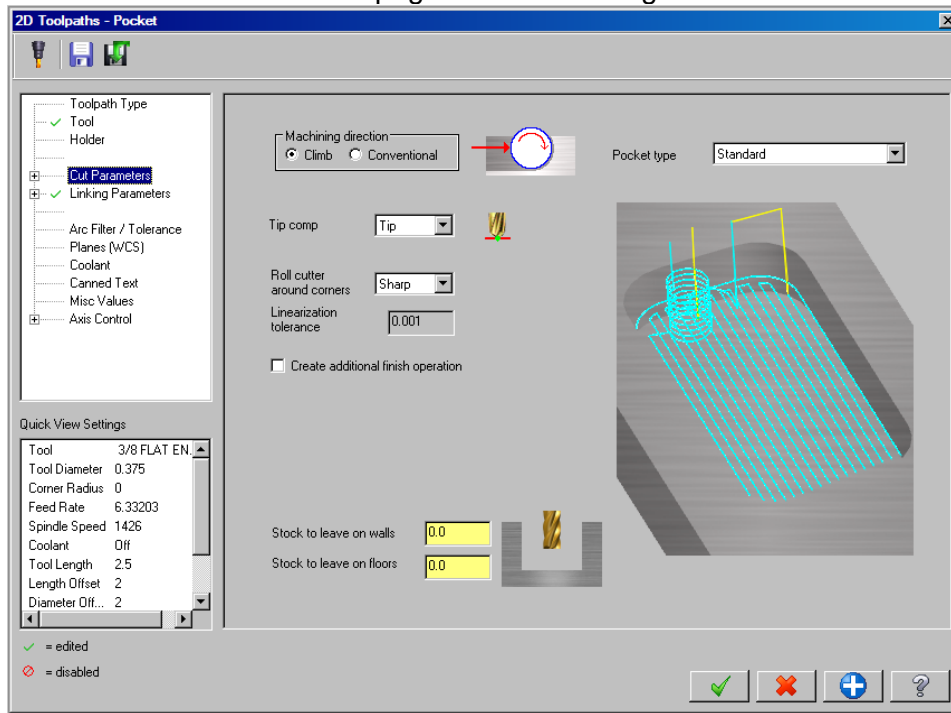 2D Toolpaths - Pocket
Toolpath Type
Tool
Holder
Cut Parameters
Linking Parameters
Arc Filter / Tolerance
Planes (WCS)
Coolant
Canned Text
Misc Values
Axis Control
Machining direction
Climb Conventional
Pocket type Standard
Tip comp Tip
Roll cutter
around corners Sharp
Linearization
tolerance 0.001
Create additional finish operation
Stock to leave on walls 0.0
Stock to leave on floors 0.0
Quick View Settings
Tool 3/8 FLAT EN.
Tool Diameter 0.375
Corner Radius 0
Feed Rate 6.33203
Spindle Speed 1426
Coolant Off
Tool Length 2.5
Length Offset 2
Diameter Off... 2
= edited
= disabled